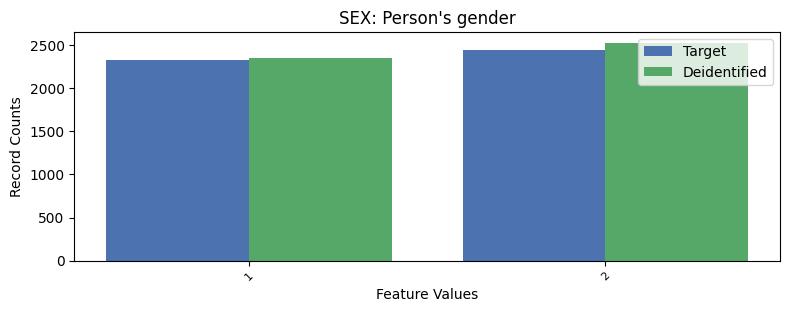 SEX: Person's gender
Target
Deidentified
Record Counts
2500
2000
1500
1000
500
0
1
2
Feature Values